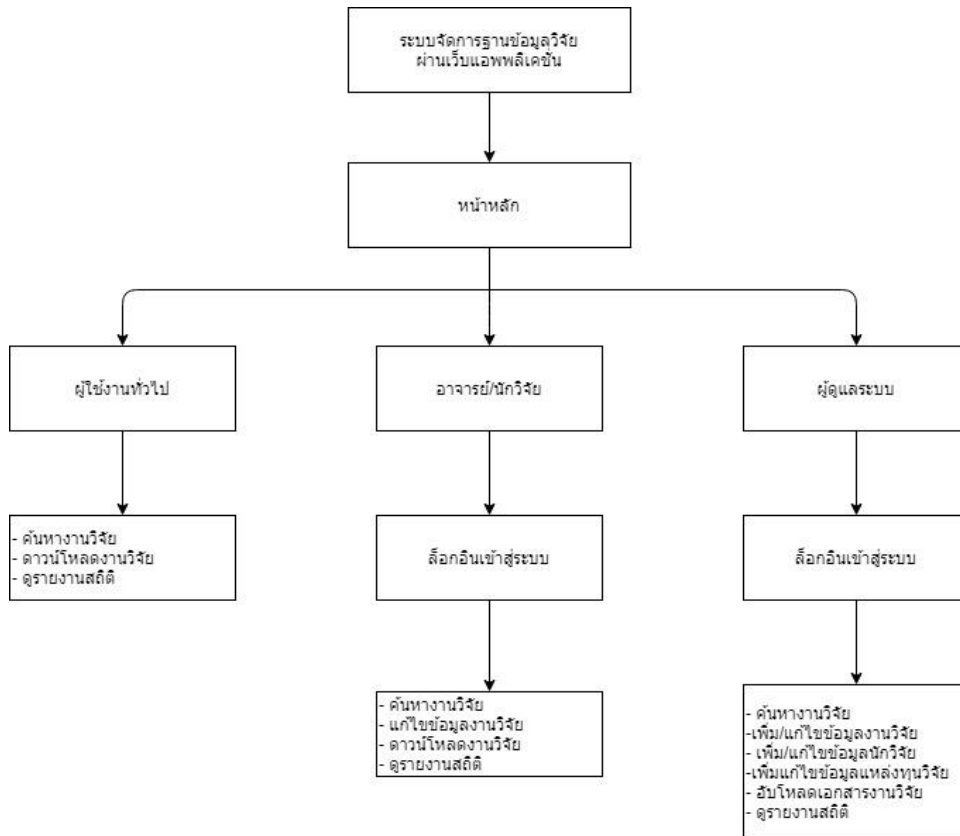 ระบบจัดการฐานข้อมูลวิจัย
ผ่านเว็บแอพพลิเคชั่น
หน้าหลัก
ผู้ใช้งานทั่วไป
อาจารย์/นักวิจัย
ผู้ดูแลระบบ
- ค้นหางานวิจัย
- ดาวน์โหลดงานวิจัย
- ดูรายงานสถิติ
ล็อกอินเข้าสู่ระบบ
ล็อกอินเข้าสู่ระบบ
- ค้นหางานวิจัย
- แก้ไขข้อมูลงานวิจัย
- ดาวน์โหลดงานวิจัย
- ดูรายงานสถิติ
- ค้นหางานวิจัย
-เพิ่ม/แก้ไขข้อมูลงานวิจัย
- เพิ่ม/แก้ไขข้อมูลนักวิจัย
-เพิ่มแก้ไขข้อมูลแหล่งทุนวิจัย
- อับโหลดเอกสารงานวิจัย
- ดูรายงานสถิติ